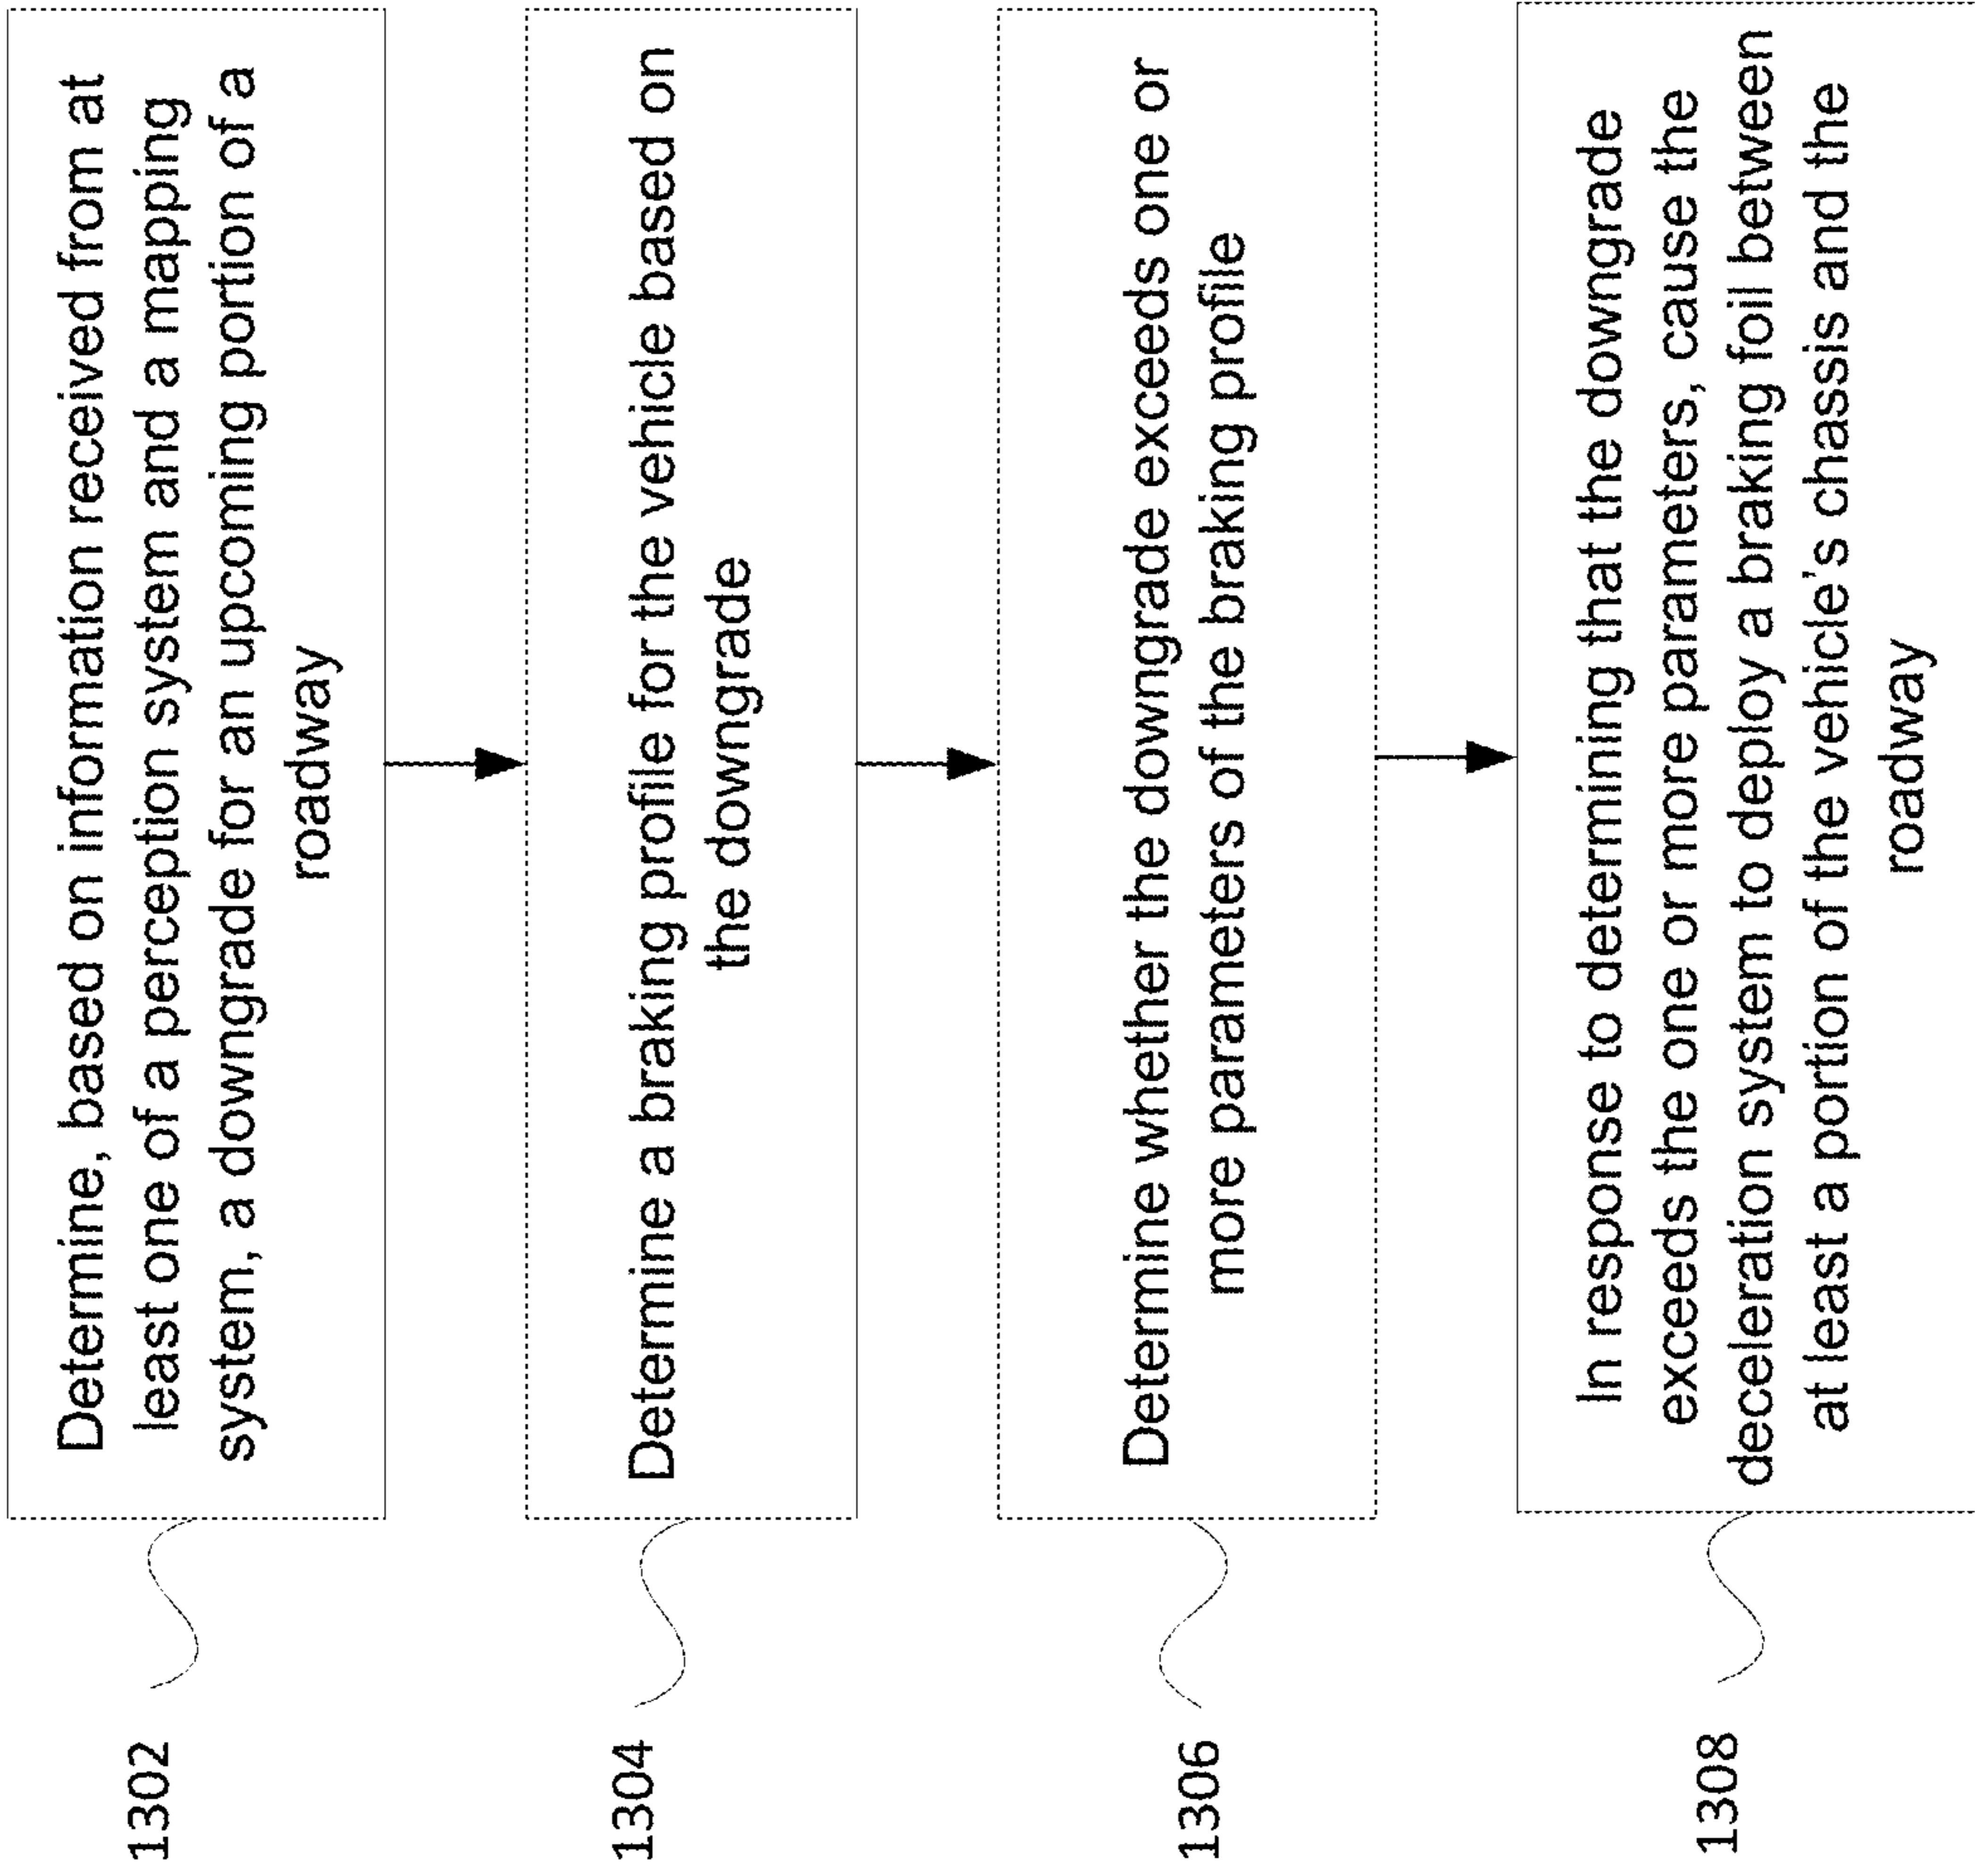 1302
Determine, based on information received from at
least one of a perception system and a mapping
system, a downgrade for an upcoming portion of a
roadway
1304
Determine a braking profile for the vehicle based on
the downgrade
1306
Determine whether the downgrade exceeds one or
more parameters of the braking profile
1308
In response to determining that the downgrade
exceeds the one or more parameters, cause the
deceleration system to deploy a braking foil between
at least a portion of the vehicle's chassis and the
roadway